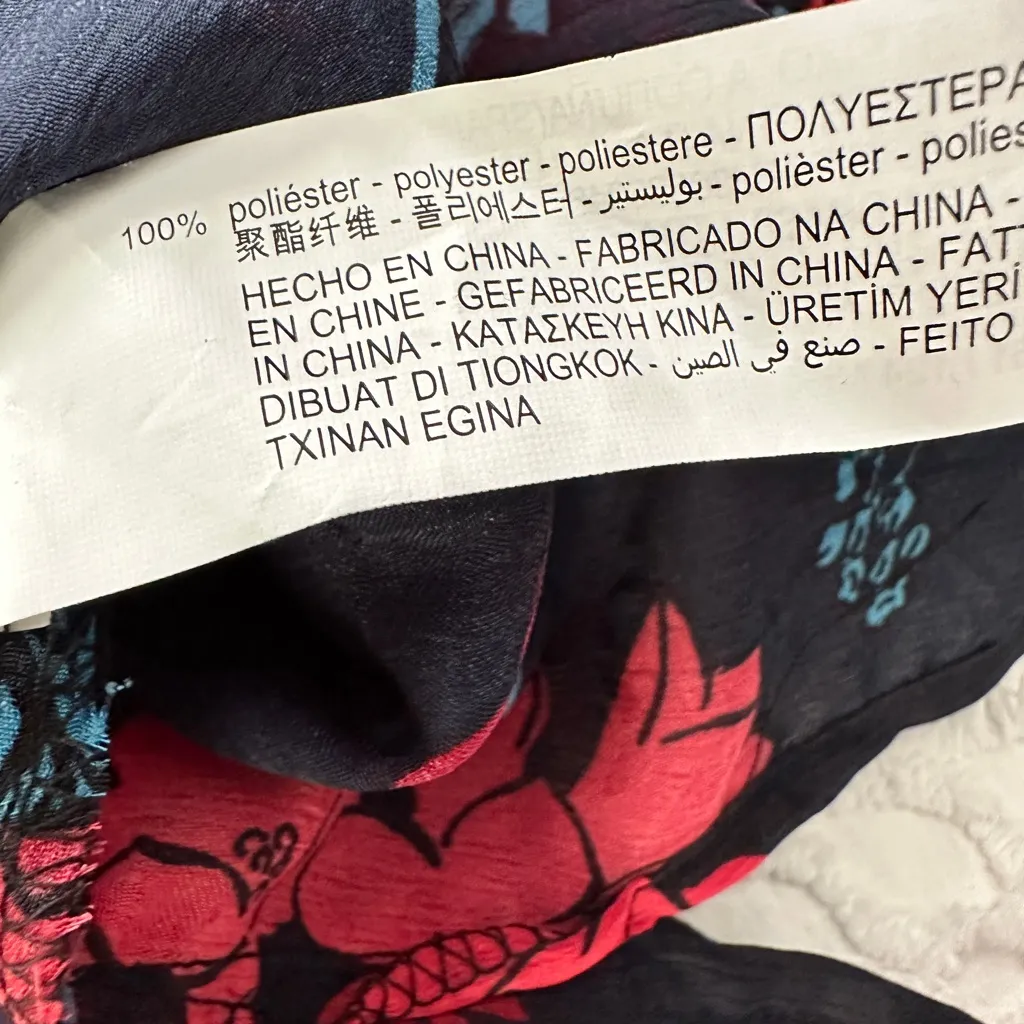 100% poliéster - polyester - poliestere - ΠΟΛΥΕΣΤΕΡΑ
聚酯纤维 - 폴리에스터 - بوليستير - polièster - polies
HECHO EN CHINA - FABRICADO NA CHINA -
EN CHINE - GEFABRICEERD IN CHINA - FATT
IN CHINA - ΚΑΤΑΣΚΕΥΗ ΚΙΝΑ - ÜRETİM YERİ
DIBUAT DI TIONGKOK - صنع في الصين - FEITO
TXINAN EGINA